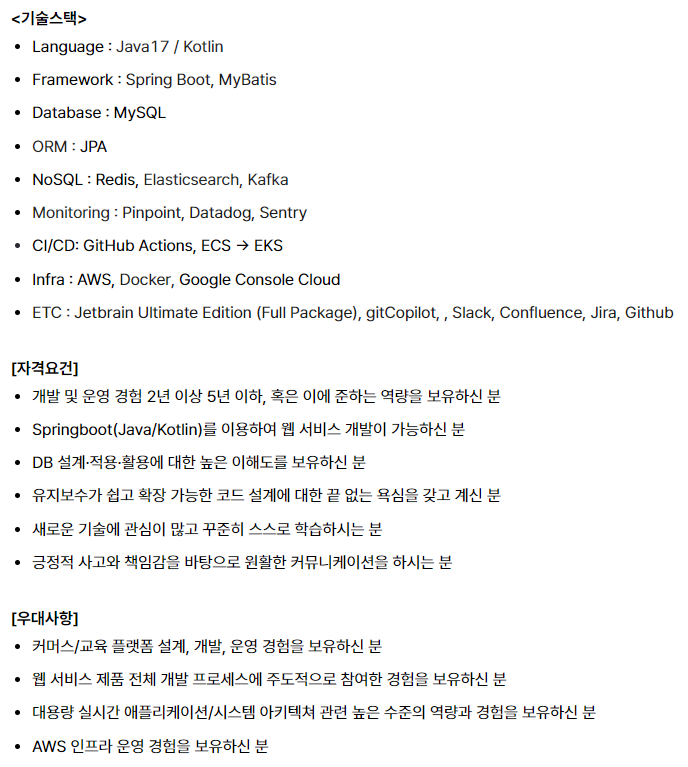 <기술스택>
• Language : Java17 / Kotlin
• Framework : Spring Boot, MyBatis
• Database : MySQL
• ORM : JPA
• NoSQL : Redis, Elasticsearch, Kafka
• Monitoring : Pinpoint, Datadog, Sentry
• CI/CD: GitHub Actions, ECS → EKS
• Infra : AWS, Docker, Google Console Cloud
• ETC : Jetbrain Ultimate Edition (Full Package), gitCopilot, , Slack, Confluence, Jira, Github
[자격요건]
• 개발 및 운영 경험 2년 이상 5년 이하, 혹은 이에 준하는 역량을 보유하신 분
• Springboot(Java/Kotlin)를 이용하여 웹 서비스 개발이 가능하신 분
• DB 설계·적용·활용에 대한 높은 이해도를 보유하신 분
• 유지보수가 쉽고 확장 가능한 코드 설계에 대한 끝 없는 욕심을 갖고 계신 분
• 새로운 기술에 관심이 많고 꾸준히 스스로 학습하시는 분
• 긍정적 사고와 책임감을 바탕으로 원활한 커뮤니케이션을 하시는 분
[우대사항]
• 커머스/교육 플랫폼 설계, 개발, 운영 경험을 보유하신 분
• 웹 서비스 제품 전체 개발 프로세스에 주도적으로 참여한 경험을 보유하신 분
• 대용량 실시간 애플리케이션/시스템 아키텍쳐 관련 높은 수준의 역량과 경험을 보유하신 분
• AWS 인프라 운영 경험을 보유하신 분